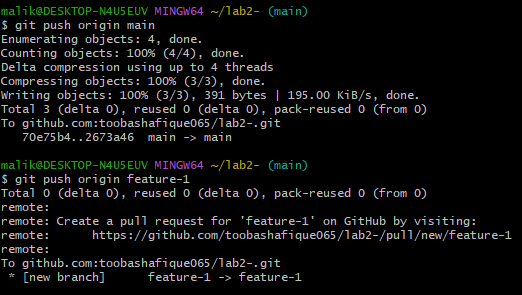 malik@DESKTOP-N4U5EUV MINGW64 ~/lab2- (main)
$ git push origin main
Enumerating objects: 4, done.
Counting objects: 100% (4/4), done.
Delta compression using up to 4 threads
Compressing objects: 100% (3/3), done.
Writing objects: 100% (3/3), 391 bytes | 195.00 KiB/s, done.
Total 3 (delta 0), reused 0 (delta 0), pack-reused 0 (from 0)
To github.com:toobashafique065/lab2-.git
   70e75b4..2673a46  main -> main
malik@DESKTOP-N4U5EUV MINGW64 ~/lab2- (main)
$ git push origin feature-1
Total 0 (delta 0), reused 0 (delta 0), pack-reused 0 (from 0)
remote:
remote: Create a pull request for 'feature-1' on GitHub by visiting:
remote:      https://github.com/toobashafique065/lab2-/pull/new/feature-1
remote:
To github.com:toobashafique065/lab2-.git
 * [new branch]      feature-1 -> feature-1